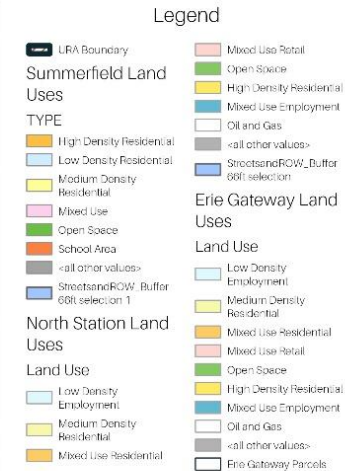 Legend
URA Boundary
Summerfield Land
Uses
TYPE
High Density Residential
Low Density Residential
Medium Density
Residential
Mixed Use
Open Space
School Area
<all other values>
StreetsandROW_Buffer
66ft selection 1
North Station Land
Uses
Land Use
Low Density
Employment
Medium Density
Residential
Mixed Use Residential
Mixed Use Retail
Open Space
High Density Residential
Mixed Use Employment
Oil and Gas
<all other values>
StreetsandROW_Buffer
66ft selection
Erie Gateway Land
Uses
Land Use
Low Density
Employment
Medium Density
Residential
Mixed Use Residential
Mixed Use Retail
Open Space
High Density Residential
Mixed Use Employment
Oil and Gas
<all other values>
Erie Gateway Parcels